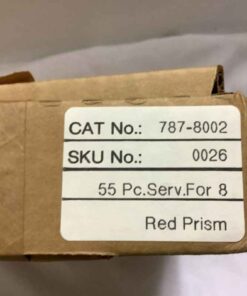 CAT No.: 787-8002
SKU No.: 0026
55 Pc.Serv.For 8
Red Prism